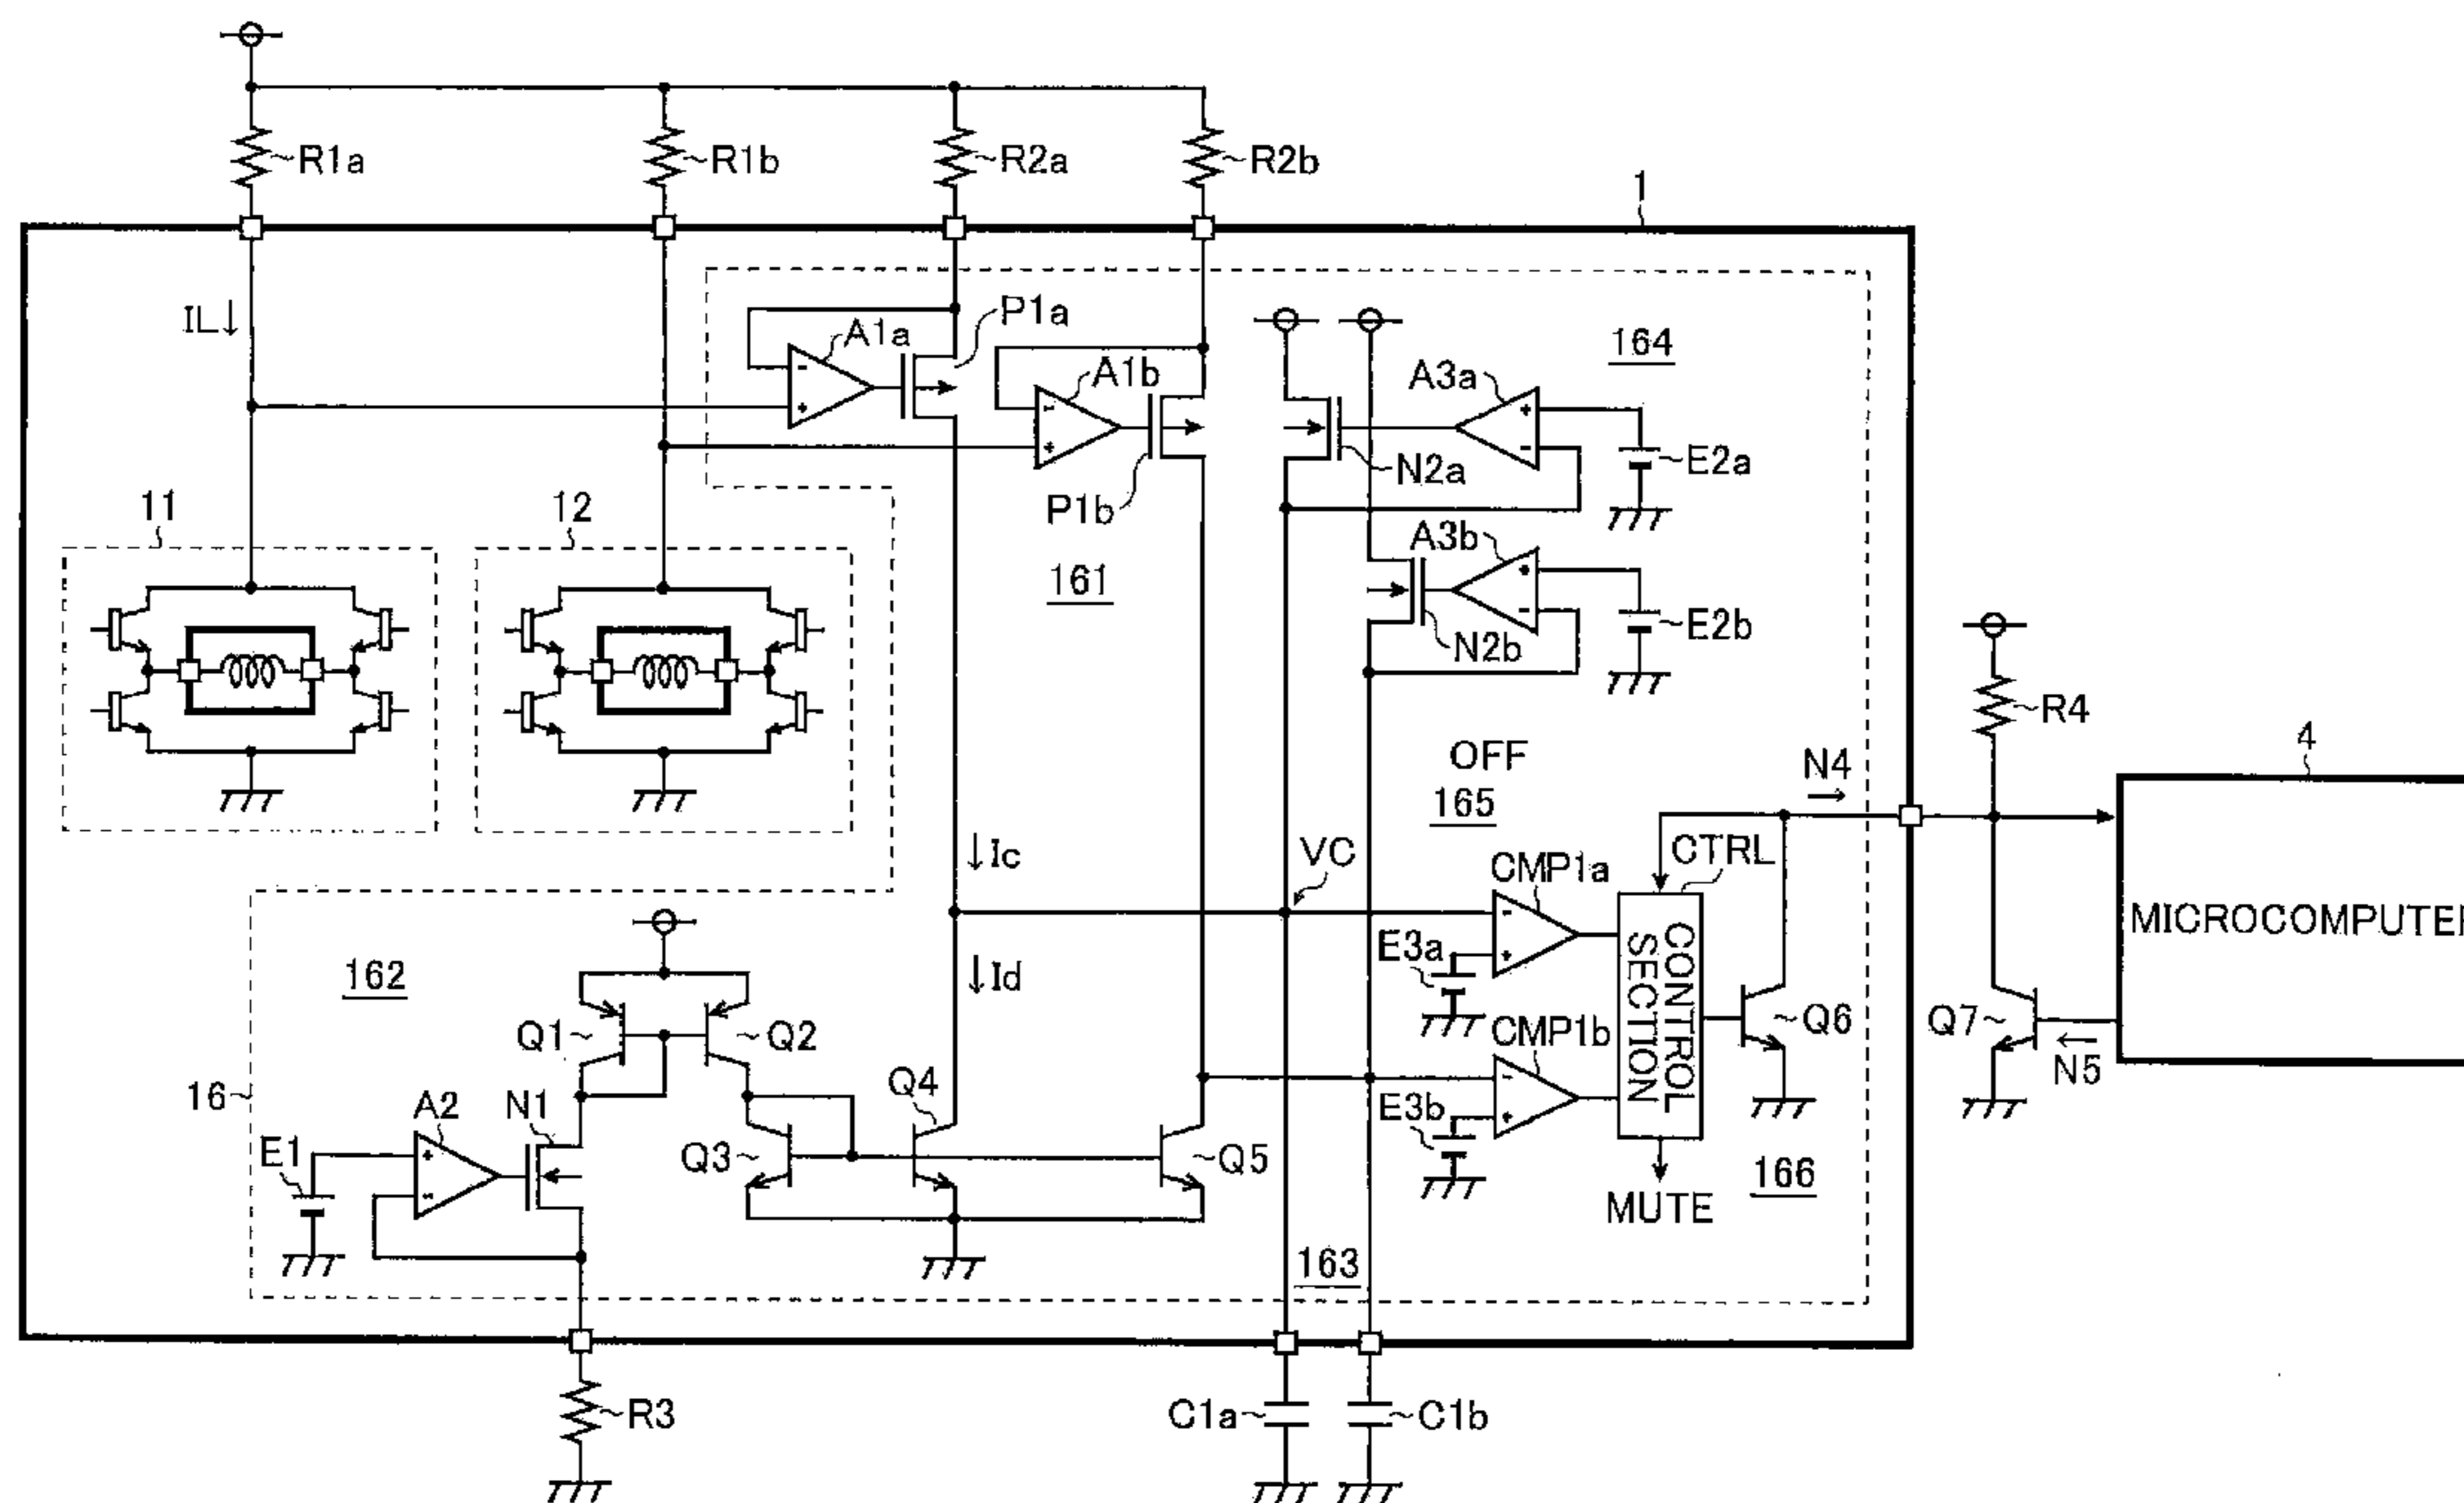 R1a
R1b
R2a
R2b
1
IL↓
A1a
P1a
A1b
P1b
164
A3a
N2a
E2a
11
12
161
A3b
N2b
E2b
R4
OFF
165
N4
→
4
↓Ic
VC
CMP1a
CTRL
162
↓Id
E3a
CONTROL
SECTION
MICROCOMPUTER
Q1
Q2
CMP1b
Q6
Q7
←
N5
16
A2
N1
Q4
E3b
E1
Q3
Q5
166
MUTE
163
R3
C1a
C1b